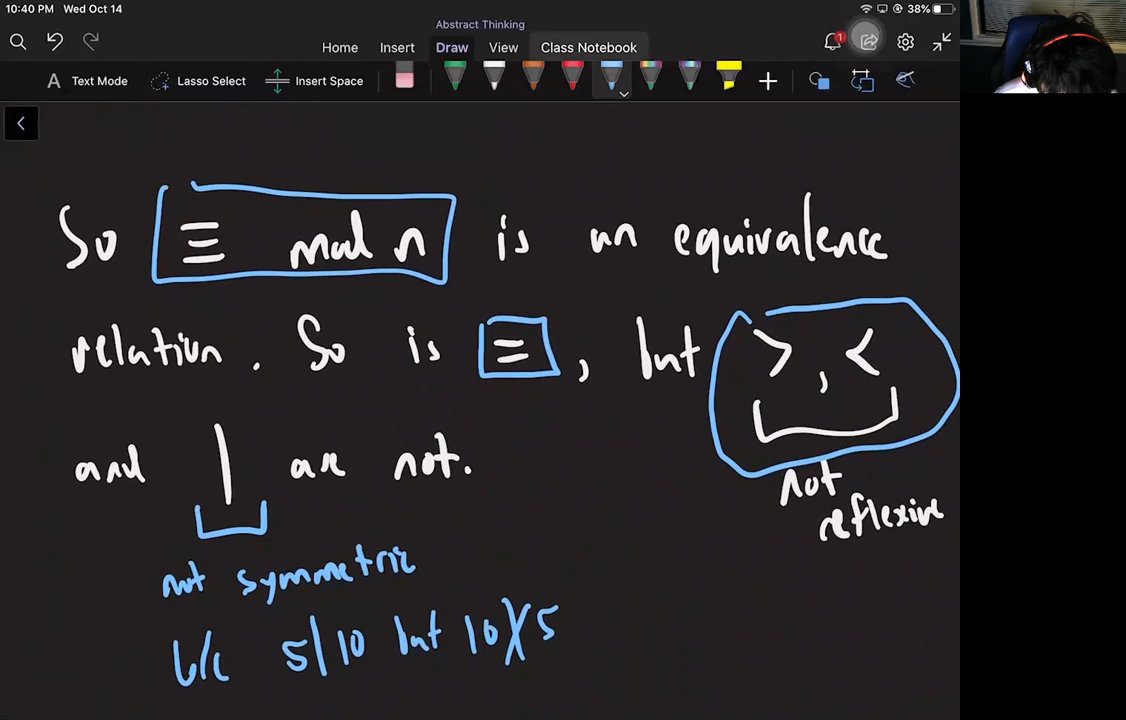 10:40 PM Wed Oct 14
38%
Abstract Thinking
Home Insert Draw View Class Notebook
1
A Text Mode Lasso Select Insert Space
So ≡ mod n is an equivalence
relation. So is =, but >, <
and | are not.
not reflexive
not symmetric
b/c 5|10 but 10∤5